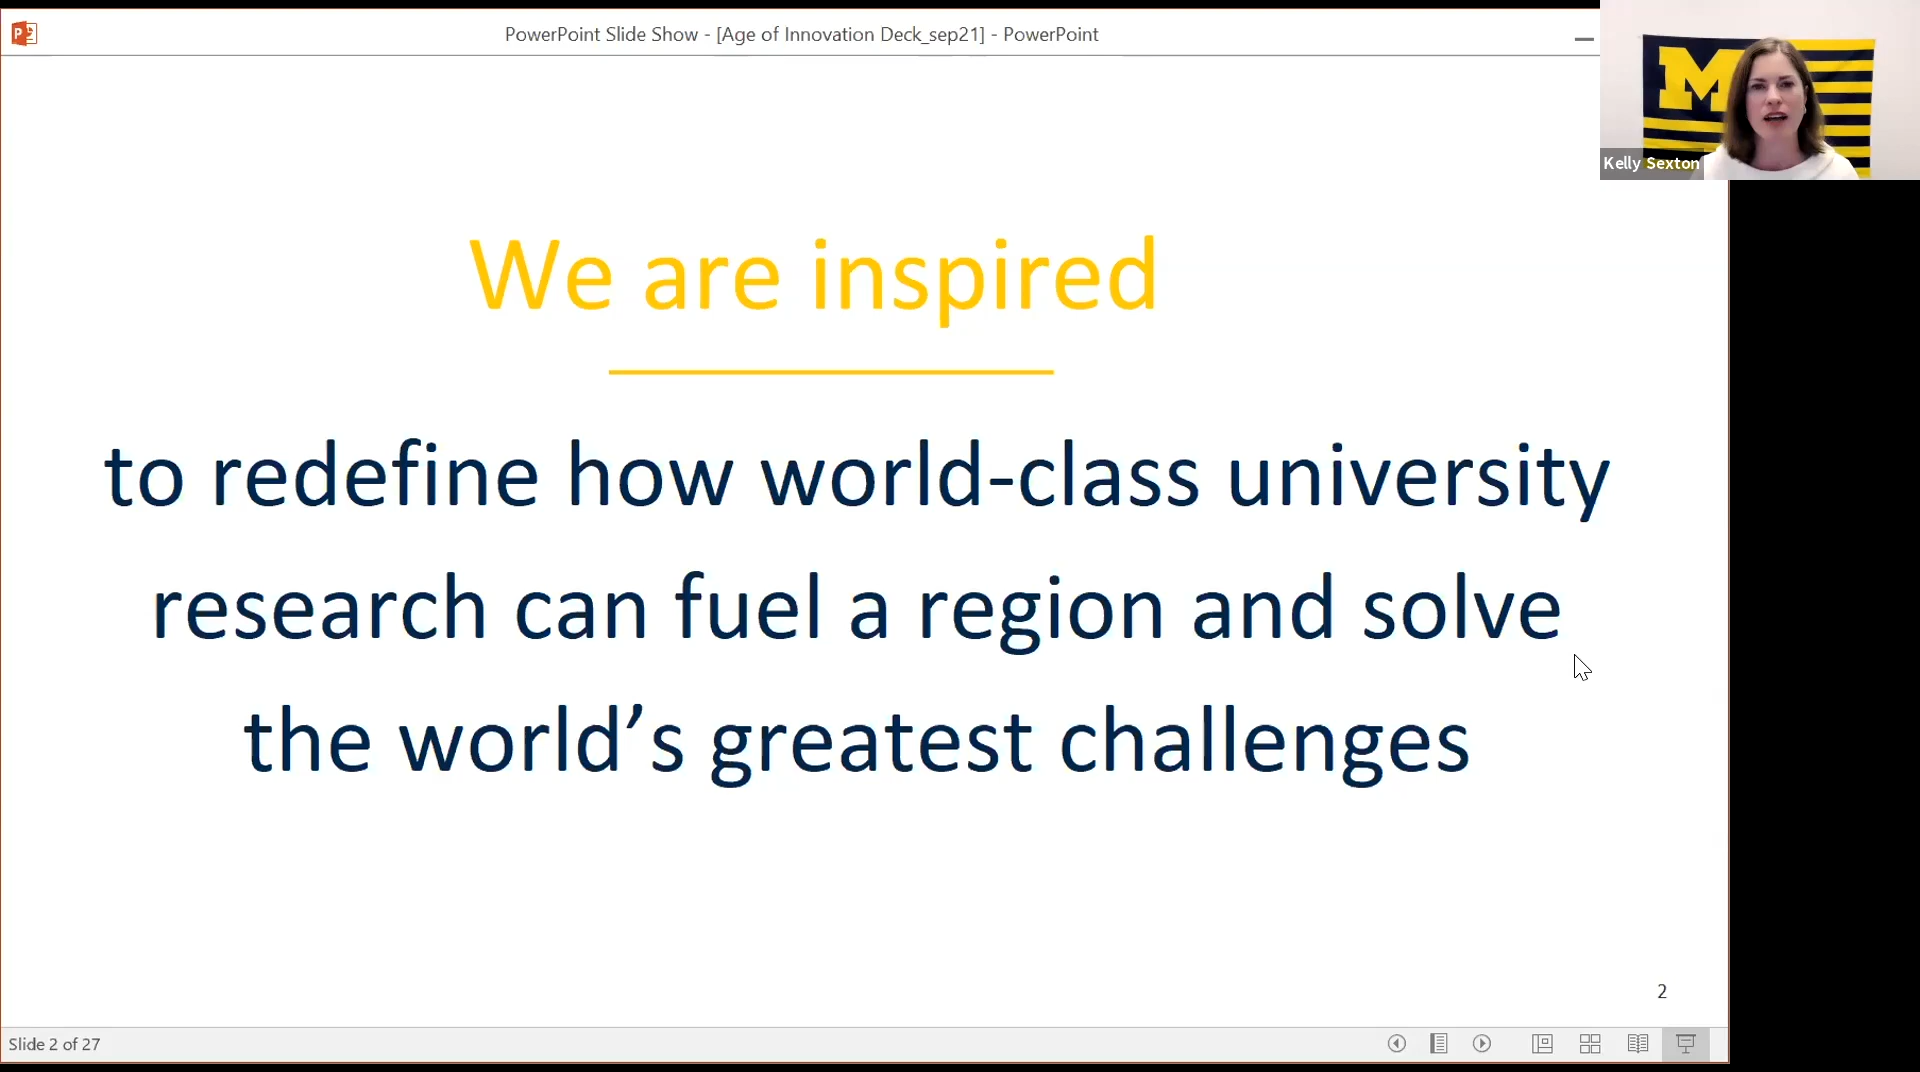 PowerPoint Slide Show - [Age of Innovation Deck_sep21] - PowerPoint
M
Kelly Sexton
We are inspired
to redefine how world-class university
research can fuel a region and solve
the world’s greatest challenges
2
Slide 2 of 27